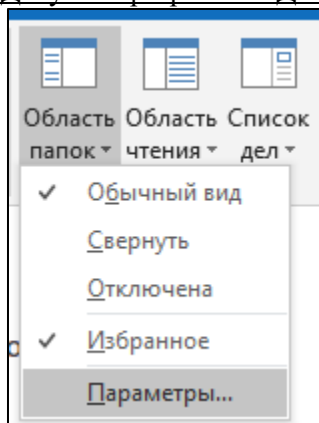 Область Область Список
папок чтения дел
Обычный вид
Свернуть
Отключена
Избранное
Параметры...